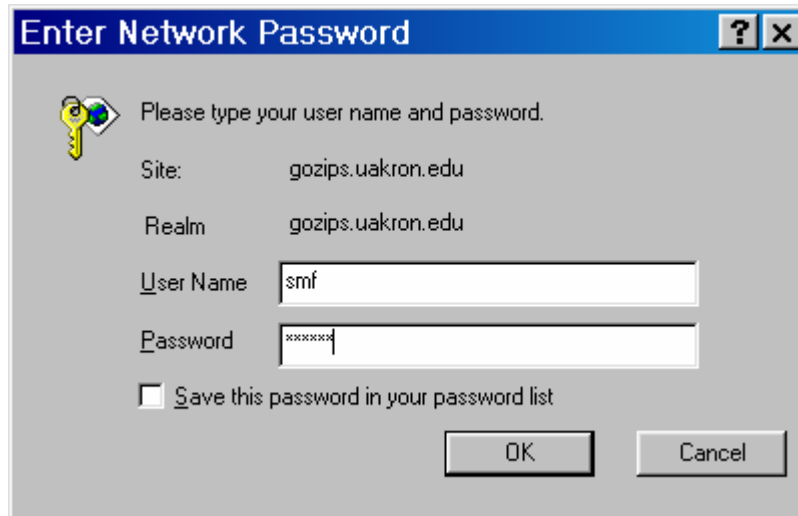 Enter Network Password
Please type your user name and password.
Site: gozips.uakron.edu
Realm gozips.uakron.edu
User Name smf
Password ******
Save this password in your password list
OK Cancel